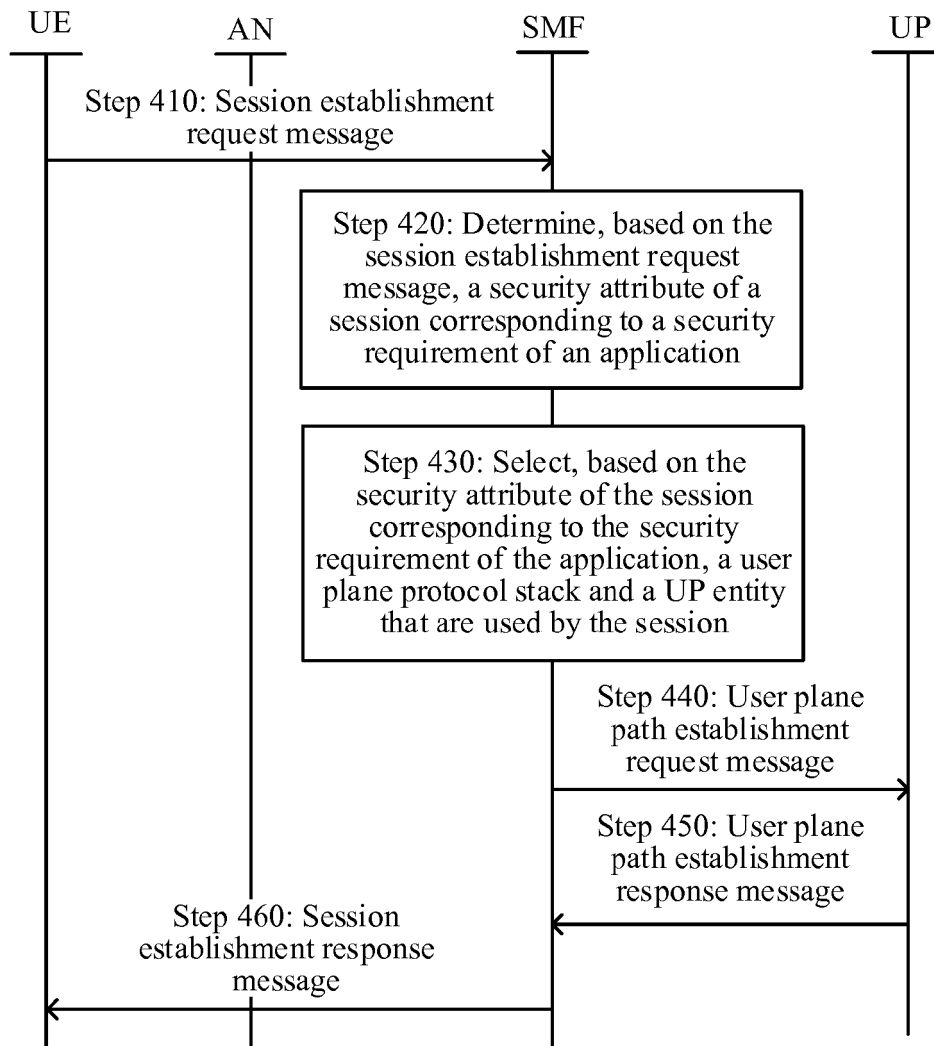 UE
AN
SMF
UP
Step 410: Session establishment
request message
Step 420: Determine, based on the
session establishment request
message, a security attribute of a
session corresponding to a security
requirement of an application
Step 430: Select, based on the
security attribute of the session
corresponding to the security
requirement of the application, a user
plane protocol stack and a UP entity
that are used by the session
Step 440: User plane
path establishment
request message
Step 450: User plane
path establishment
response message
Step 460: Session
establishment response
message